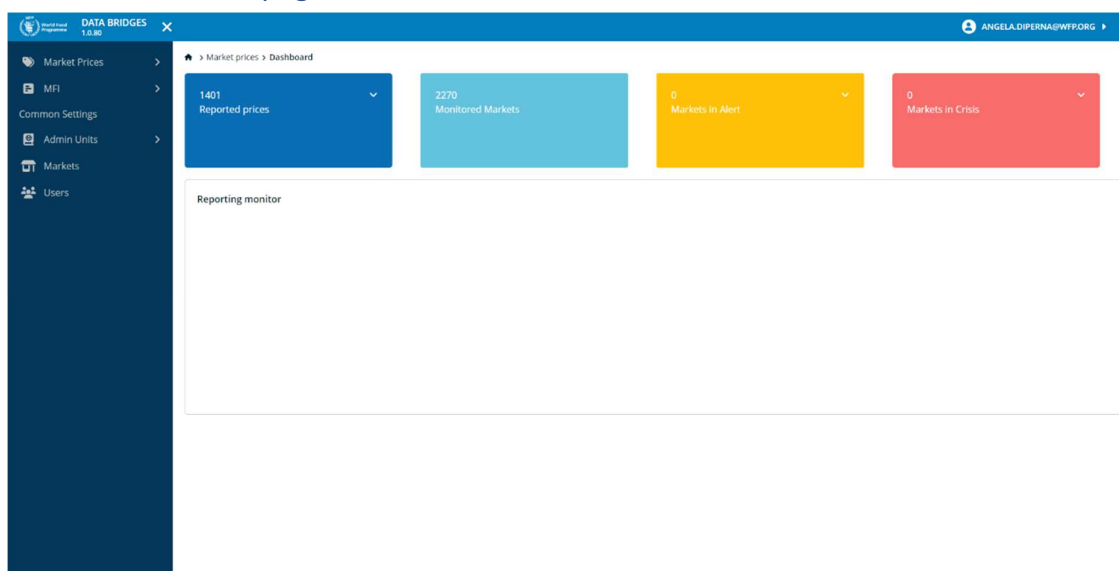 WFP
World Food
Programme
DATA BRIDGES
1.0.80
ANGELA.DIPERNA@WFP.ORG
Market Prices
MFI
Common Settings
Admin Units
Markets
Users
> Market prices > Dashboard
1401
Reported prices
2270
Monitored Markets
0
Markets in Alert
0
Markets in Crisis
Reporting monitor